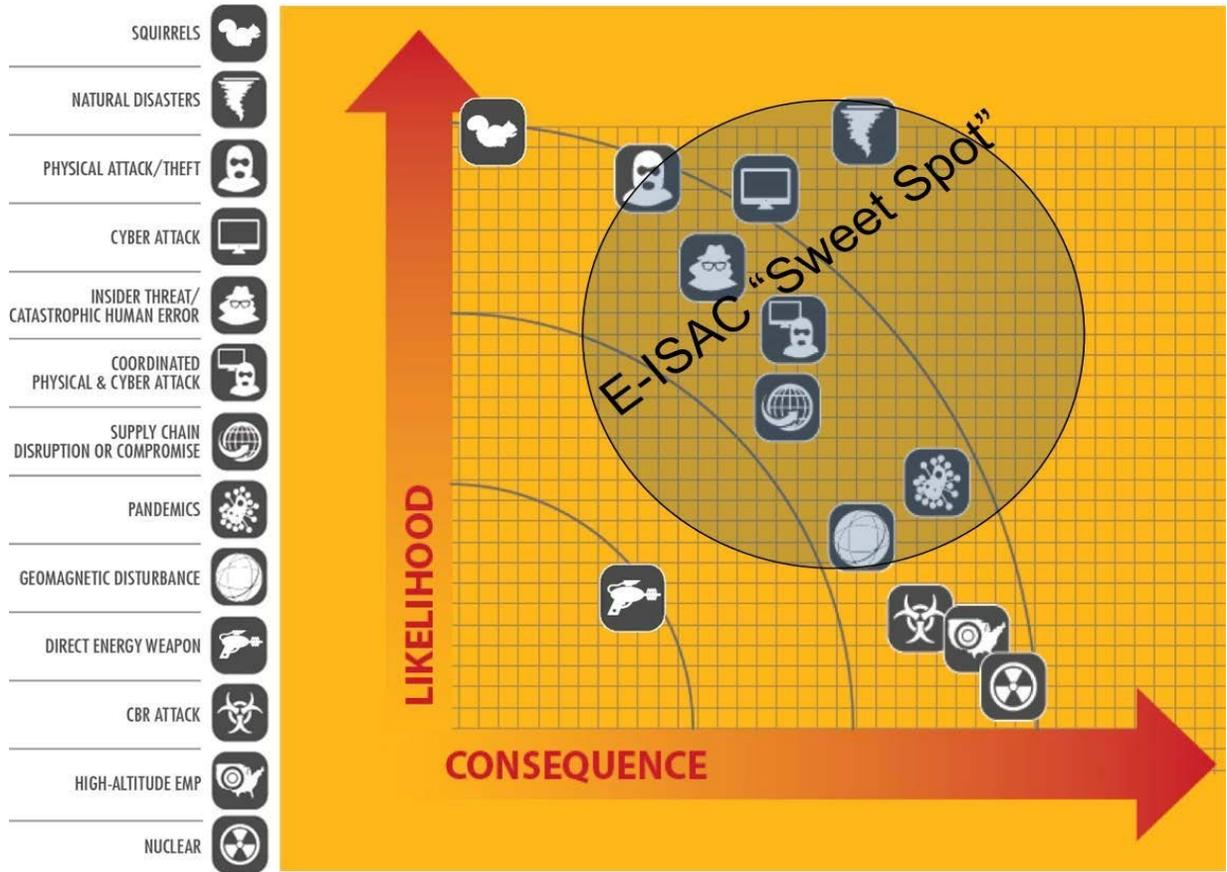 SQUIRRELS
NATURAL DISASTERS
PHYSICAL ATTACK/THEFT
CYBER ATTACK
INSIDER THREAT/
CATASTROPHIC HUMAN ERROR
COORDINATED
PHYSICAL & CYBER ATTACK
SUPPLY CHAIN
DISRUPTION OR COMPROMISE
PANDEMICS
GEOMAGNETIC DISTURBANCE
DIRECT ENERGY WEAPON
CBR ATTACK
HIGH-ALTITUDE EMP
NUCLEAR
LIKELIHOOD
E-ISAC “Sweet Spot”
CONSEQUENCE